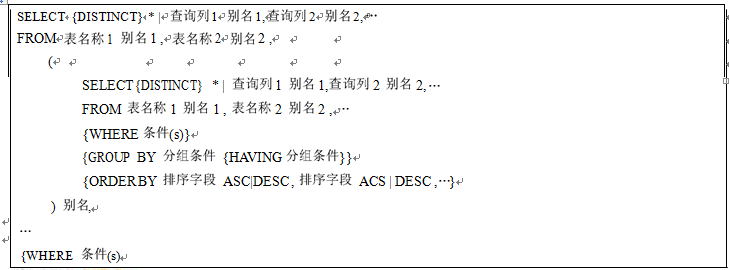 SELECT {DISTINCT} * | 查询列1 别名1,查询列2 别名2,…
FROM 表名称1 别名1 , 表名称2 别名2 ,
(
SELECT{DISTINCT} * | 查询列1 别名1,查询列2 别名2,…
FROM 表名称1 别名1 , 表名称2 别名2 ,…
{WHERE 条件(s)}
{GROUP BY 分组条件 {HAVING 分组条件}}
{ORDERBY 排序字段 ASC|DESC , 排序字段 ACS | DESC ,…}
) 别名,
…
{WHERE 条件(s)